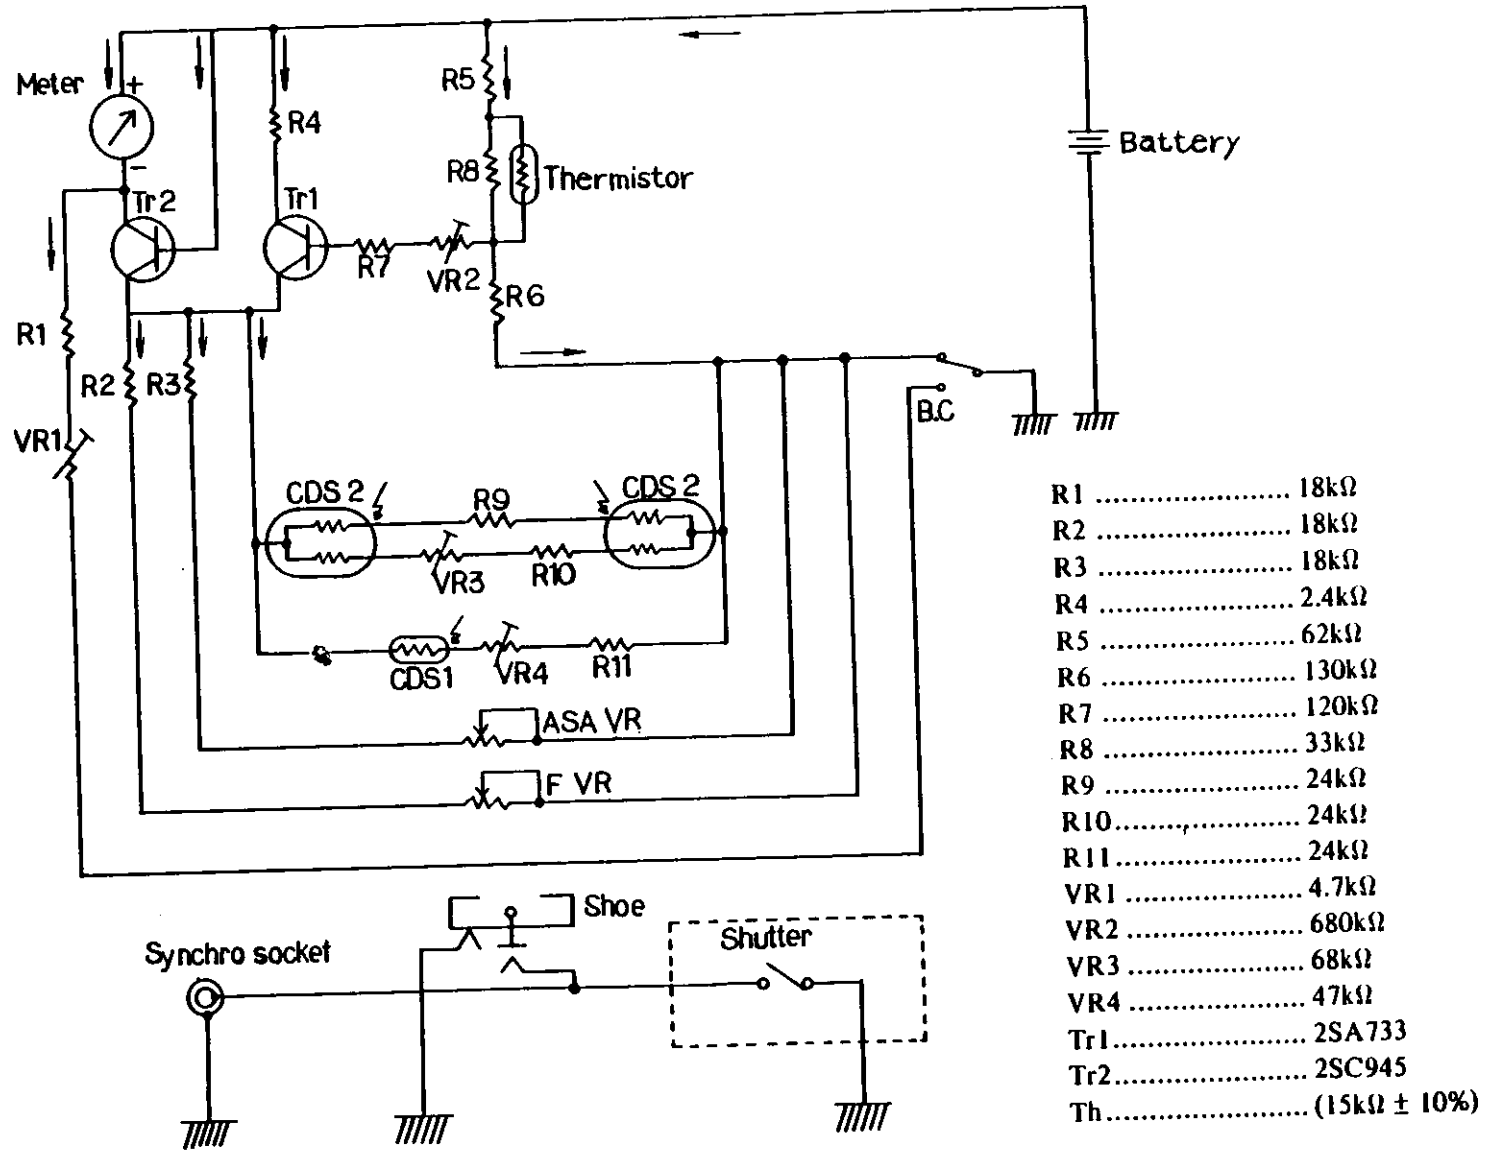 Meter
+
-
Tr2
R4
Tr1
R5
R8
Thermistor
R7
VR2
R6
Battery
R1
R2
R3
VR1
B.C
CDS 2
R9
CDS 2
VR3
R10
CDS1
VR4
R11
ASA VR
F VR
Shoe
Synchro socket
Shutter
R1 ...................... 18kΩ
R2 ...................... 18kΩ
R3 ...................... 18kΩ
R4 ...................... 2.4kΩ
R5 ...................... 62kΩ
R6 ...................... 130kΩ
R7 ...................... 120kΩ
R8 ...................... 33kΩ
R9 ...................... 24kΩ
R10...................... 24kΩ
R11...................... 24kΩ
VR1 .................... 4.7kΩ
VR2 .................... 680kΩ
VR3 .................... 68kΩ
VR4 .................... 47kΩ
Tr1...................... 2SA733
Tr2...................... 2SC945
Th....................... (15kΩ ± 10%)